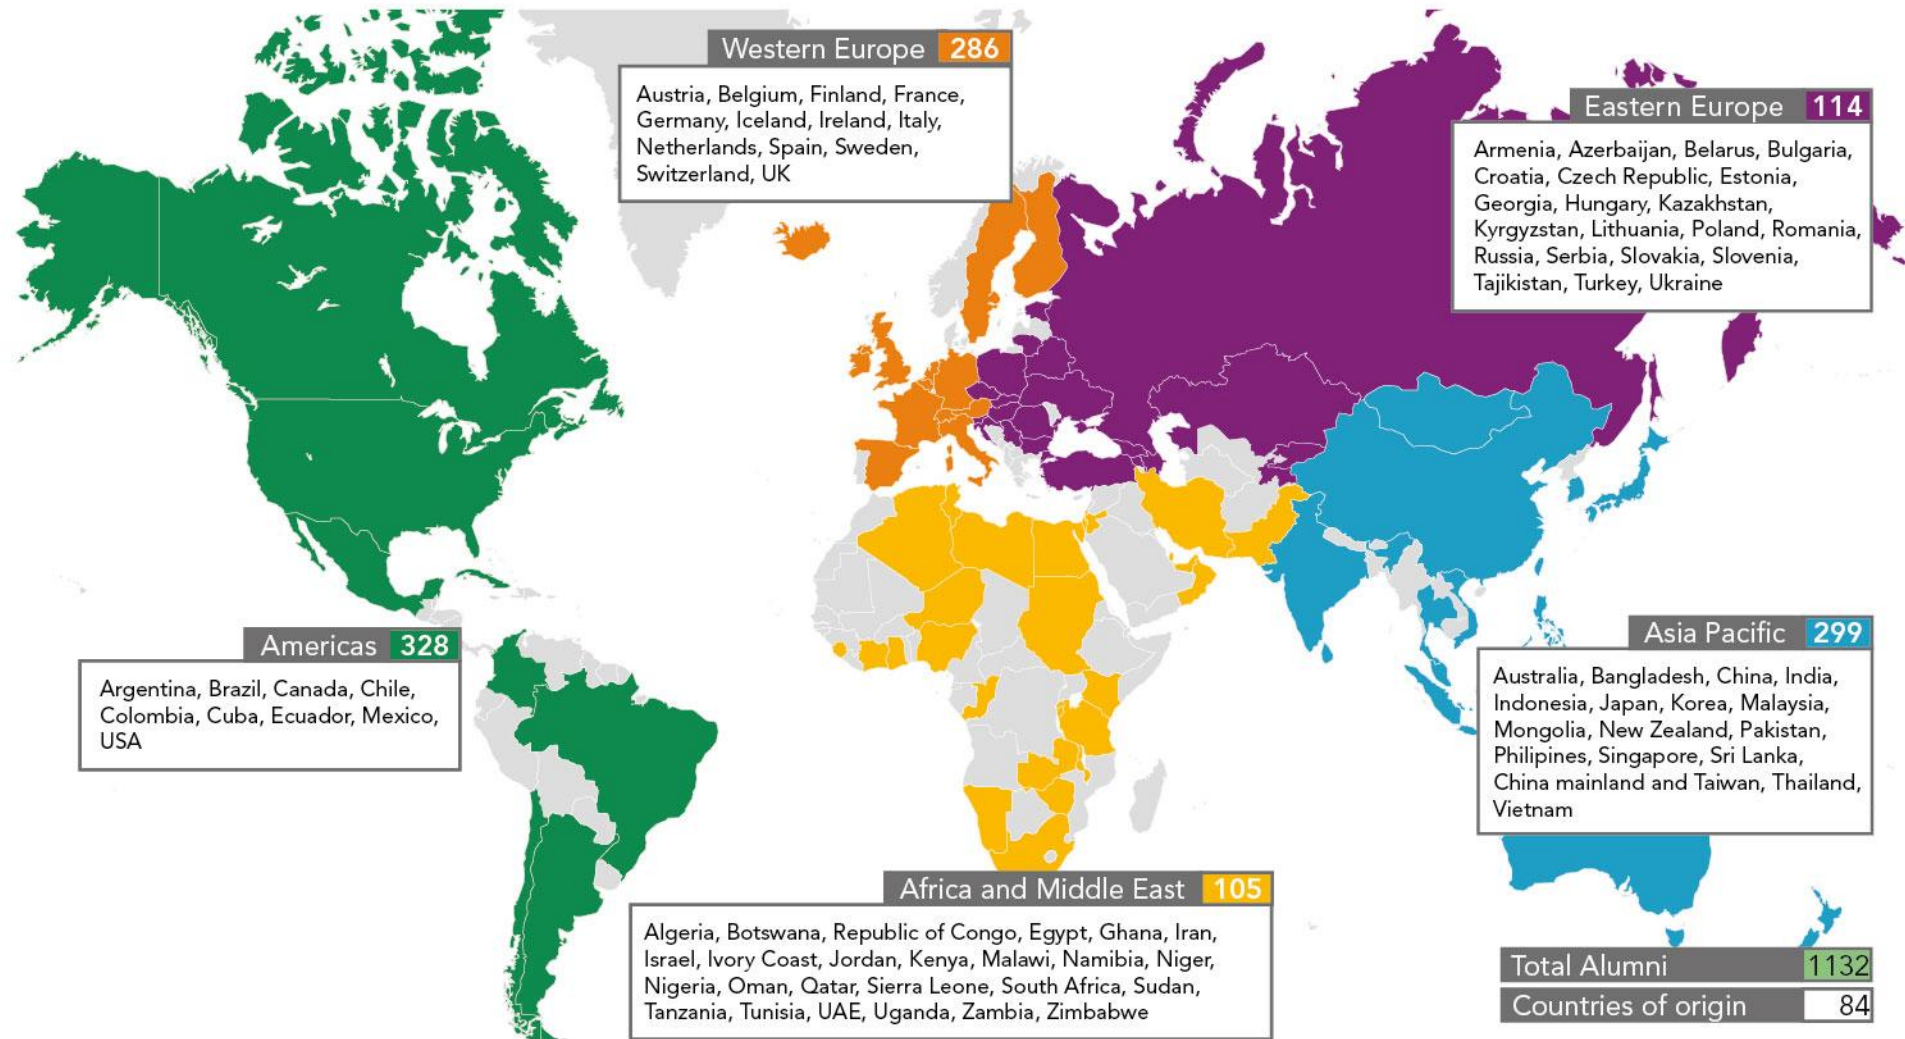 Western Europe 286
Austria, Belgium, Finland, France,
Germany, Iceland, Ireland, Italy,
Netherlands, Spain, Sweden,
Switzerland, UK
Eastern Europe 114
Armenia, Azerbaijan, Belarus, Bulgaria,
Croatia, Czech Republic, Estonia,
Georgia, Hungary, Kazakhstan,
Kyrgyzstan, Lithuania, Poland, Romania,
Russia, Serbia, Slovakia, Slovenia,
Tajikistan, Turkey, Ukraine
Americas 328
Argentina, Brazil, Canada, Chile,
Colombia, Cuba, Ecuador, Mexico,
USA
Asia Pacific 299
Australia, Bangladesh, China, India,
Indonesia, Japan, Korea, Malaysia,
Mongolia, New Zealand, Pakistan,
Philipines, Singapore, Sri Lanka,
China mainland and Taiwan, Thailand,
Vietnam
Africa and Middle East 105
Algeria, Botswana, Republic of Congo, Egypt, Ghana, Iran,
Israel, Ivory Coast, Jordan, Kenya, Malawi, Namibia, Niger,
Nigeria, Oman, Qatar, Sierra Leone, South Africa, Sudan,
Tanzania, Tunisia, UAE, Uganda, Zambia, Zimbabwe
Total Alumni 1132
Countries of origin 84